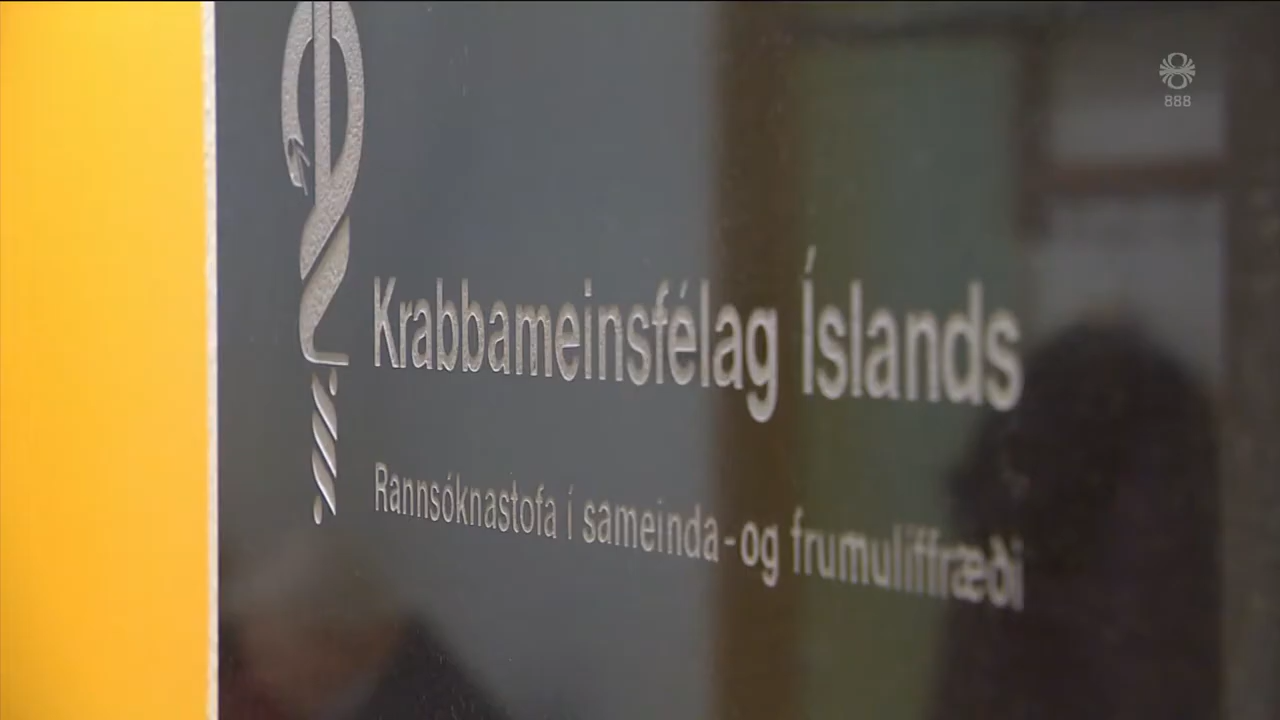 888
Krabbameinsfélag Íslands
Rannsóknastofa í sameinda- og frumulíffræði